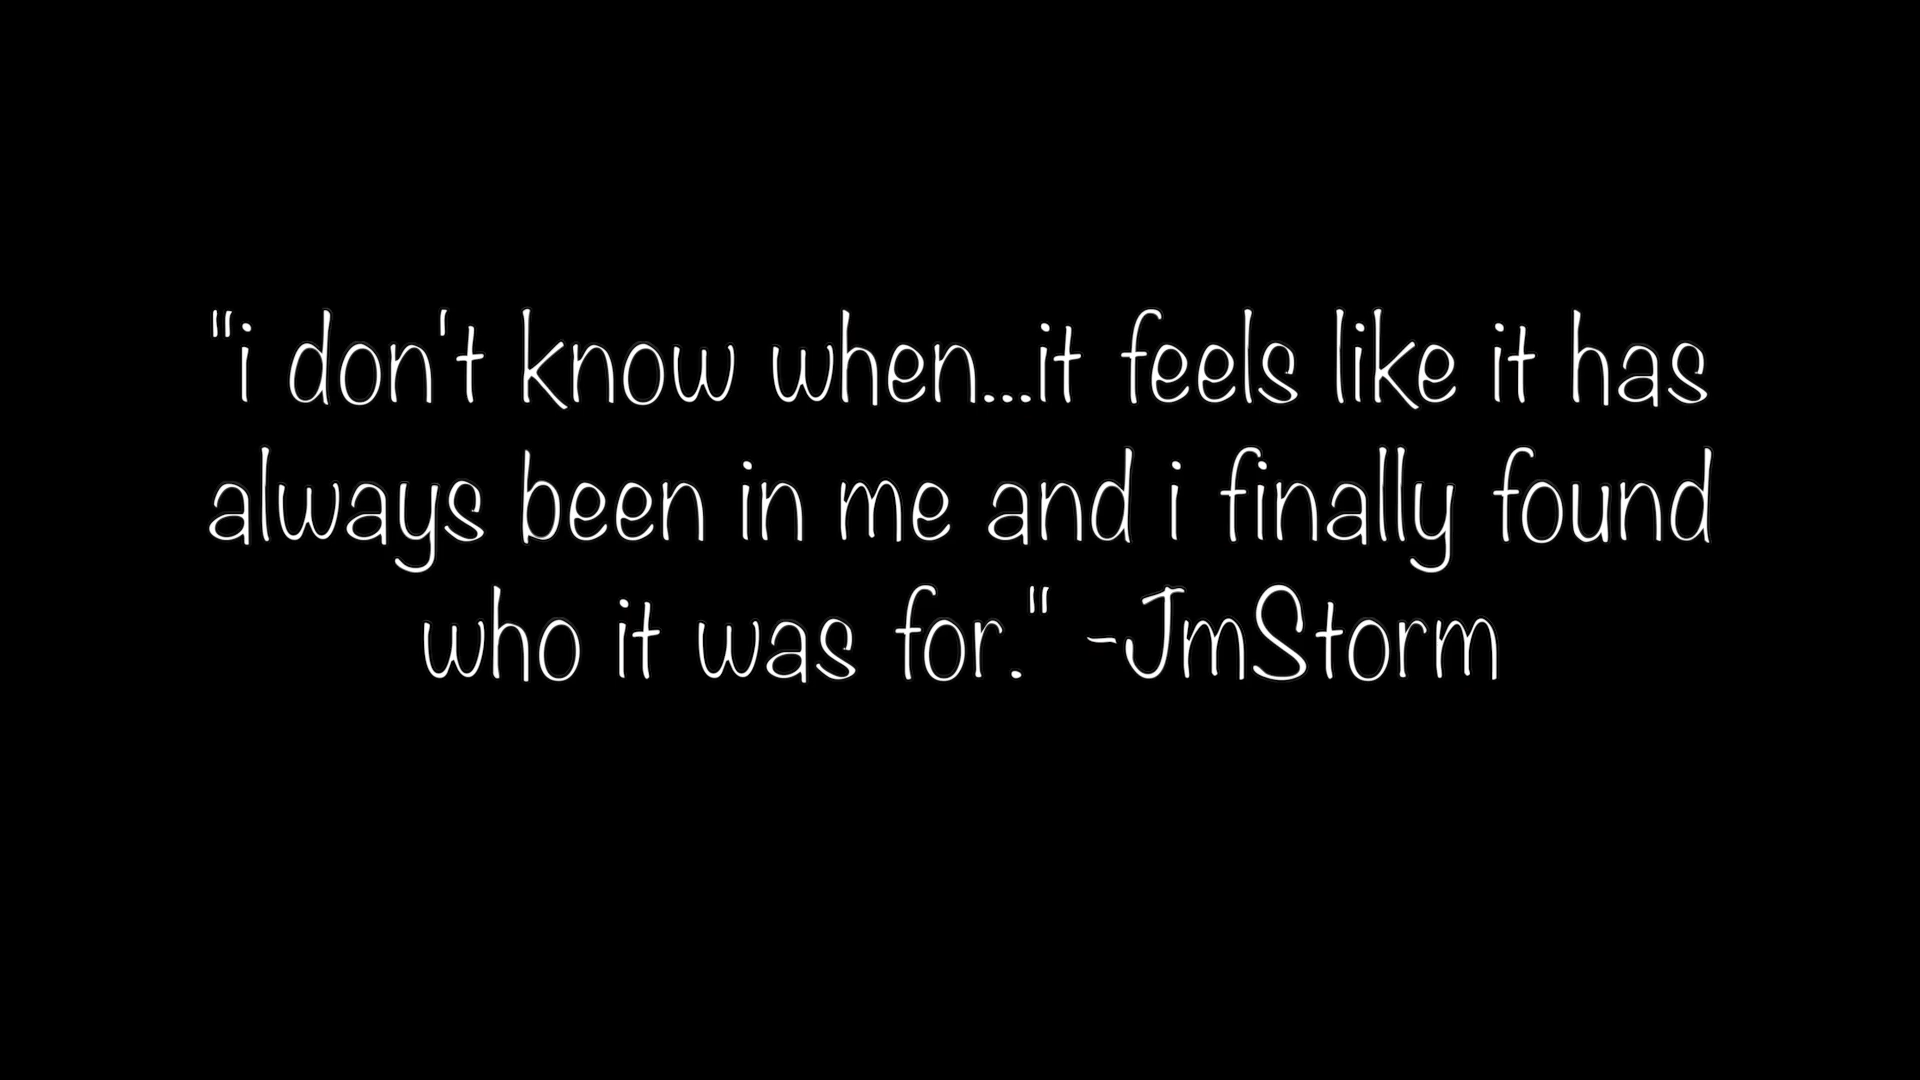 "i don't know when...it feels like it has
always been in me and i finally found
who it was for." -JmStorm